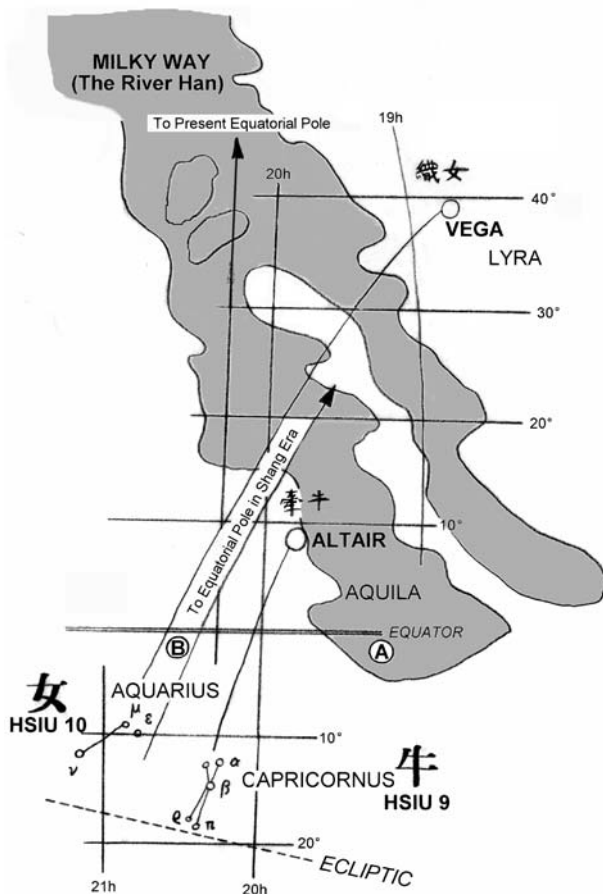 MILKY WAY
(The River Han)
To Present Equatorial Pole
19h
20h
織女
40°
VEGA
LYRA
30°
20°
To Equatorial Pole in Shang Era
牽牛
10°
ALTAIR
AQUILA
EQUATOR
B
A
女
HSIU 10
AQUARIUS
μ
ε
ν
10°
α
CAPRICORNUS
牛
HSIU 9
β
ρ
π
20°
ECLIPTIC
21h
20h